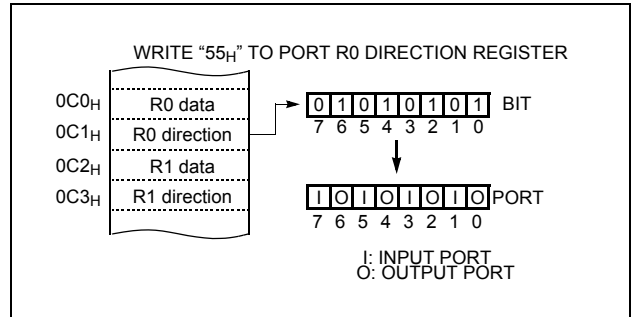 WRITE “55H” TO PORT R0 DIRECTION REGISTER
0C0H R0 data
0C1H R0 direction
0C2H R1 data
0C3H R1 direction
0 1 0 1 0 1 0 1 BIT
7 6 5 4 3 2 1 0
I O I O I O I O PORT
7 6 5 4 3 2 1 0
I: INPUT PORT
O: OUTPUT PORT